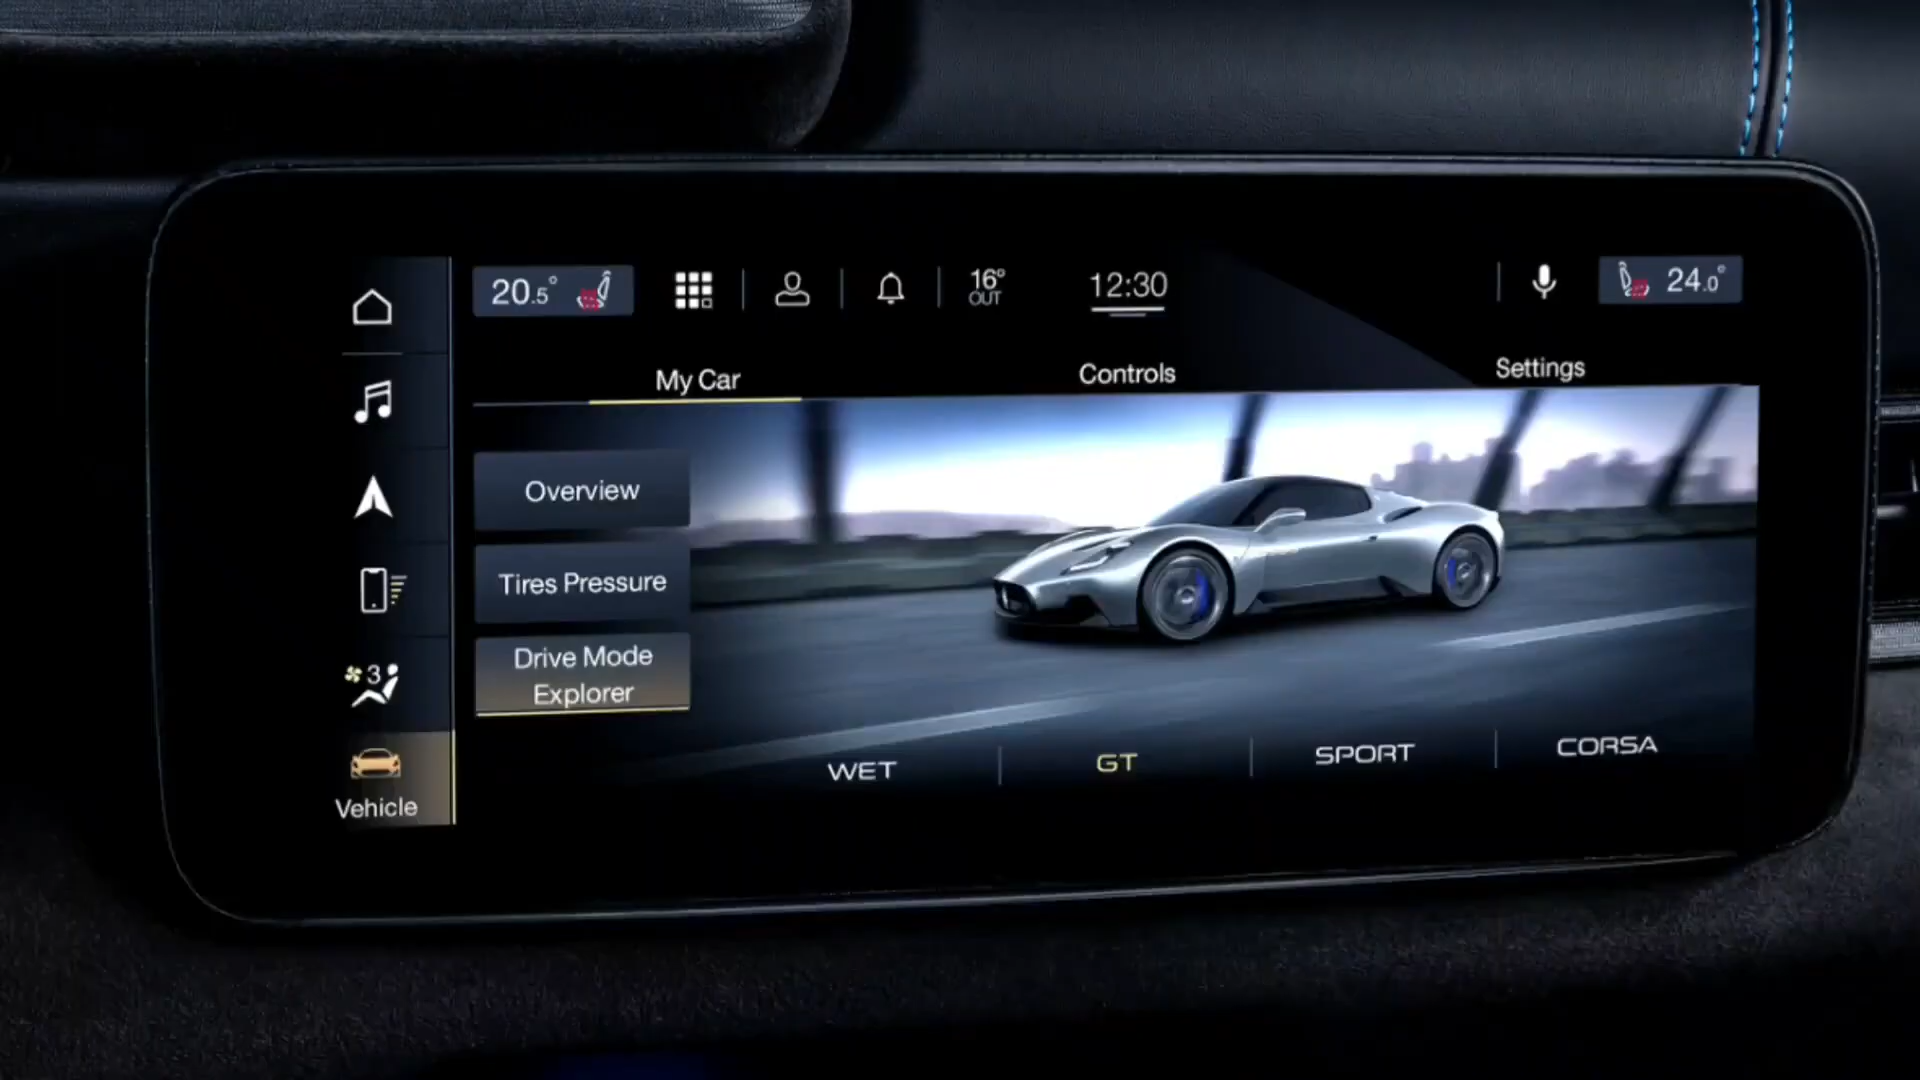 20.5°
16°
OUT
12:30
24.0°
My Car
Controls
Settings
Overview
Tires Pressure
Drive Mode
Explorer
3
Vehicle
WET
GT
SPORT
CORSA